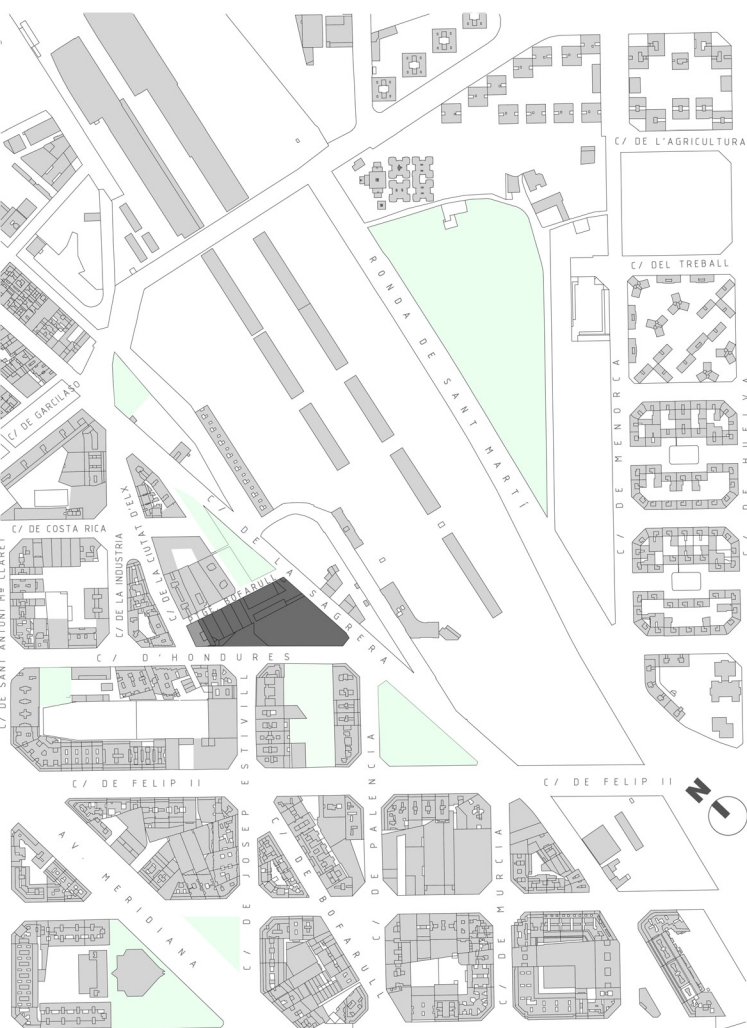 C/ DE L'AGRICULTURA
C/ DEL TREBALL
RONDA DE SANT MARTÍ
C/ DE MENORCA
C/ DE HUELVA
C/ DE GARCILASO
C/ DE COSTA RICA
C/ DE SANT ANTONI Mª CLARET
C/ DE LA INDUSTRIA
C/ DE LA CIUTAT D'ELX
C/ DE LA SAGRERA
PTGE. BOFARULL
C/ D'HONDURES
C/ DE FELIP II
C/ DE FELIP II
AV. MERIDIANA
C/ DE JOSEP ESTIVILL
C/ DE BOFARULL
C/ DE PALENCIA
C/ DE MURCIA
N